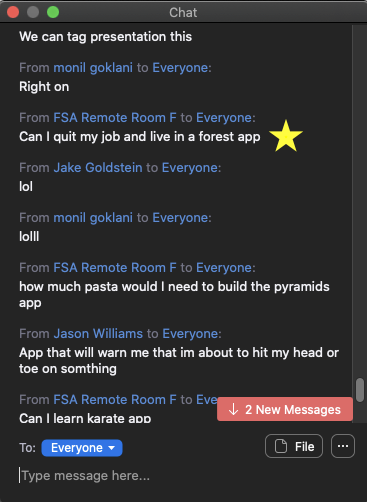 Chat
We can tag presentation this
From monil goklani to Everyone:
Right on
From FSA Remote Room F to Everyone:
Can I quit my job and live in a forest app
From Jake Goldstein to Everyone:
lol
From monil goklani to Everyone:
lolll
From FSA Remote Room F to Everyone:
how much pasta would I need to build the pyramids
app
From Jason Williams to Everyone:
App that will warn me that im about to hit my head or
toe on somthing
From FSA Remote Room F to Eve
↓ 2 New Messages
Can I learn karate app
To: Everyone
File
Type message here...